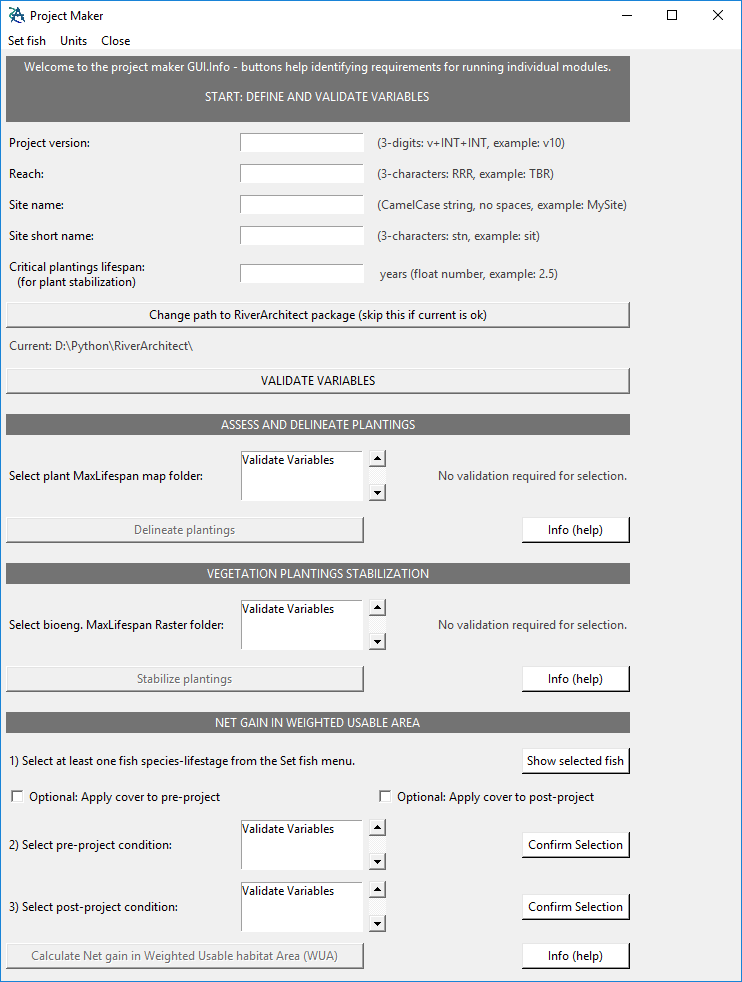 Project Maker
Set fish Units Close
Welcome to the project maker GUI.Info - buttons help identifying requirements for running individual modules.
START: DEFINE AND VALIDATE VARIABLES
Project version: (3-digits: v+INT+INT, example: v10)
Reach: (3-characters: RRR, example: TBR)
Site name: (CamelCase string, no spaces, example: MySite)
Site short name: (3-characters: stn, example: sit)
Critical plantings lifespan:
(for plant stabilization) years (float number, example: 2.5)
Change path to RiverArchitect package (skip this if current is ok)
Current: D:\Python\RiverArchitect\
VALIDATE VARIABLES
ASSESS AND DELINEATE PLANTINGS
Validate Variables
Select plant MaxLifespan map folder: No validation required for selection.
Delineate plantings Info (help)
VEGETATION PLANTINGS STABILIZATION
Validate Variables
Select bioeng. MaxLifespan Raster folder: No validation required for selection.
Stabilize plantings Info (help)
NET GAIN IN WEIGHTED USABLE AREA
1) Select at least one fish species-lifestage from the Set fish menu. Show selected fish
Optional: Apply cover to pre-project Optional: Apply cover to post-project
Validate Variables
2) Select pre-project condition: Confirm Selection
Validate Variables
3) Select post-project condition: Confirm Selection
Calculate Net gain in Weighted Usable habitat Area (WUA) Info (help)